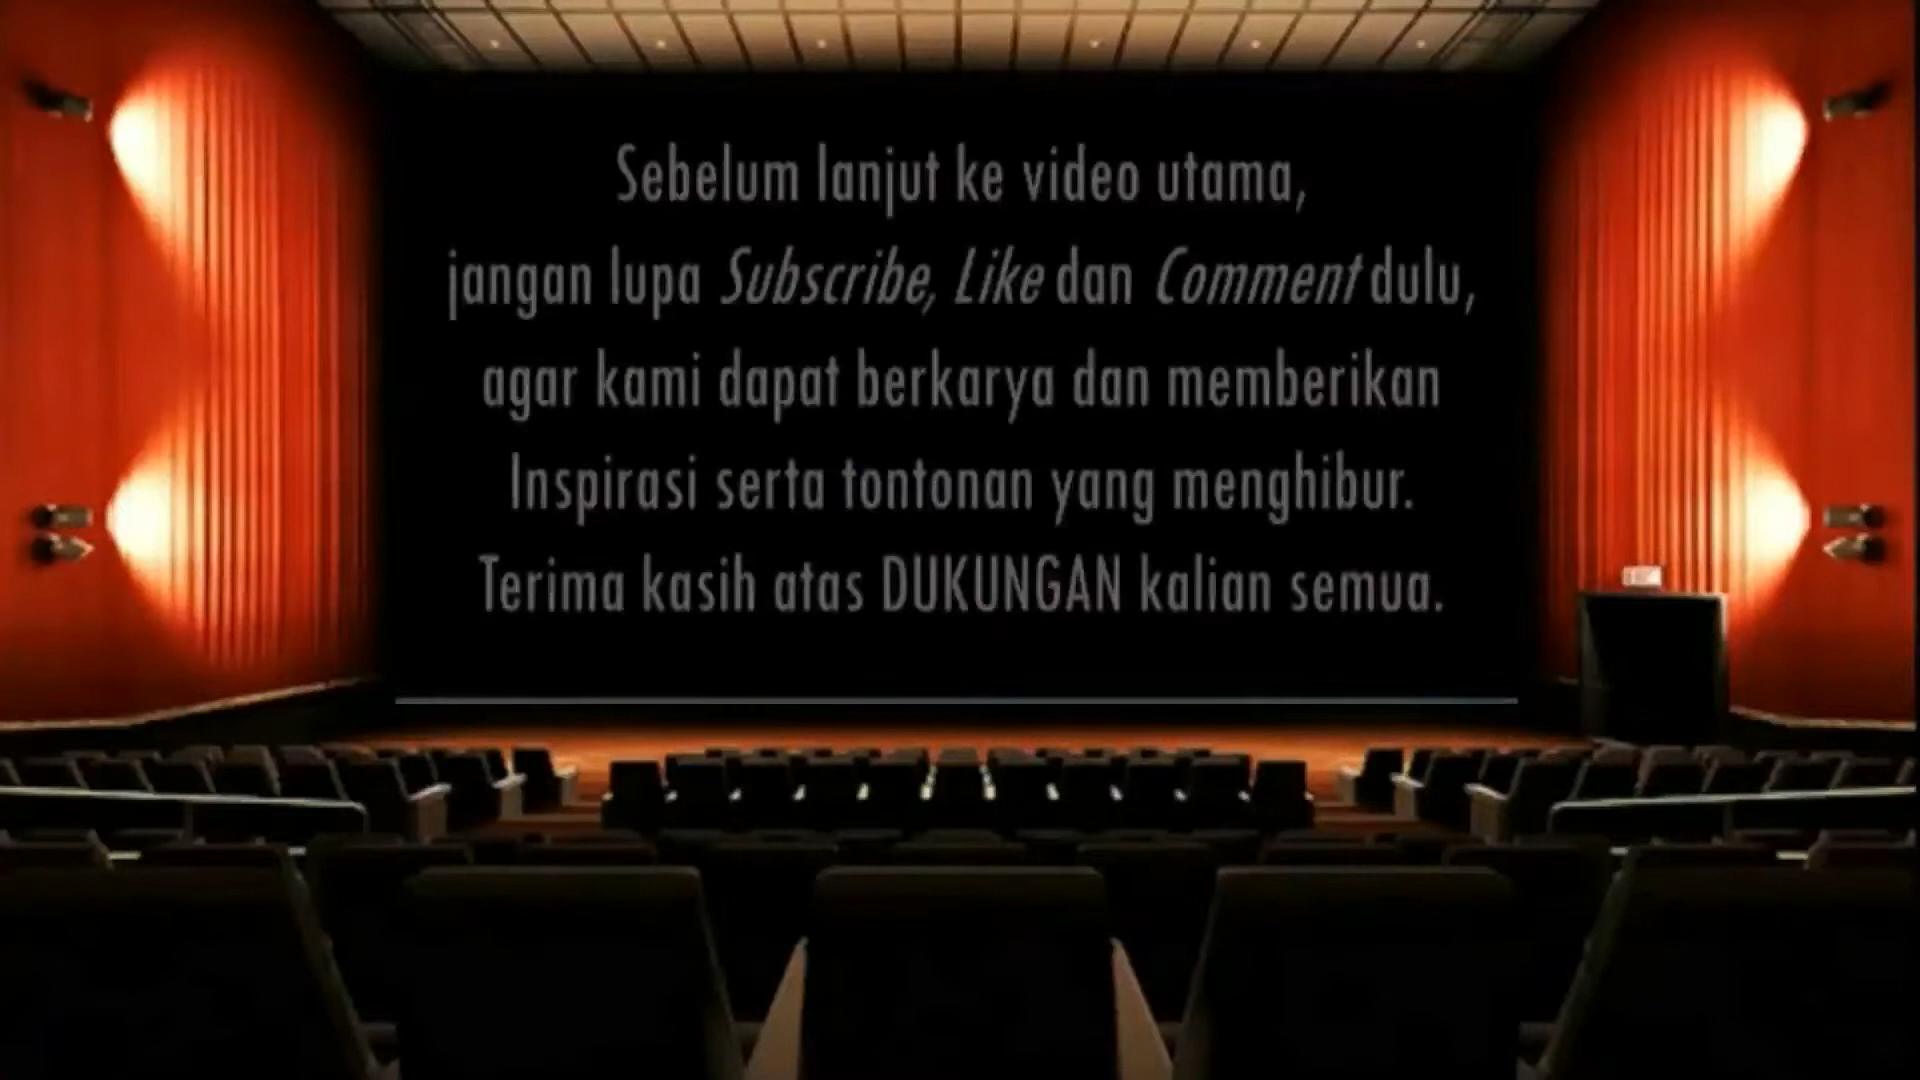 Sebelum lanjut ke video utama,
jangan lupa Subscribe, Like dan Comment dulu,
agar kami dapat berkarya dan memberikan
Inspirasi serta tontonan yang menghibur.
Terima kasih atas DUKUNGAN kalian semua.